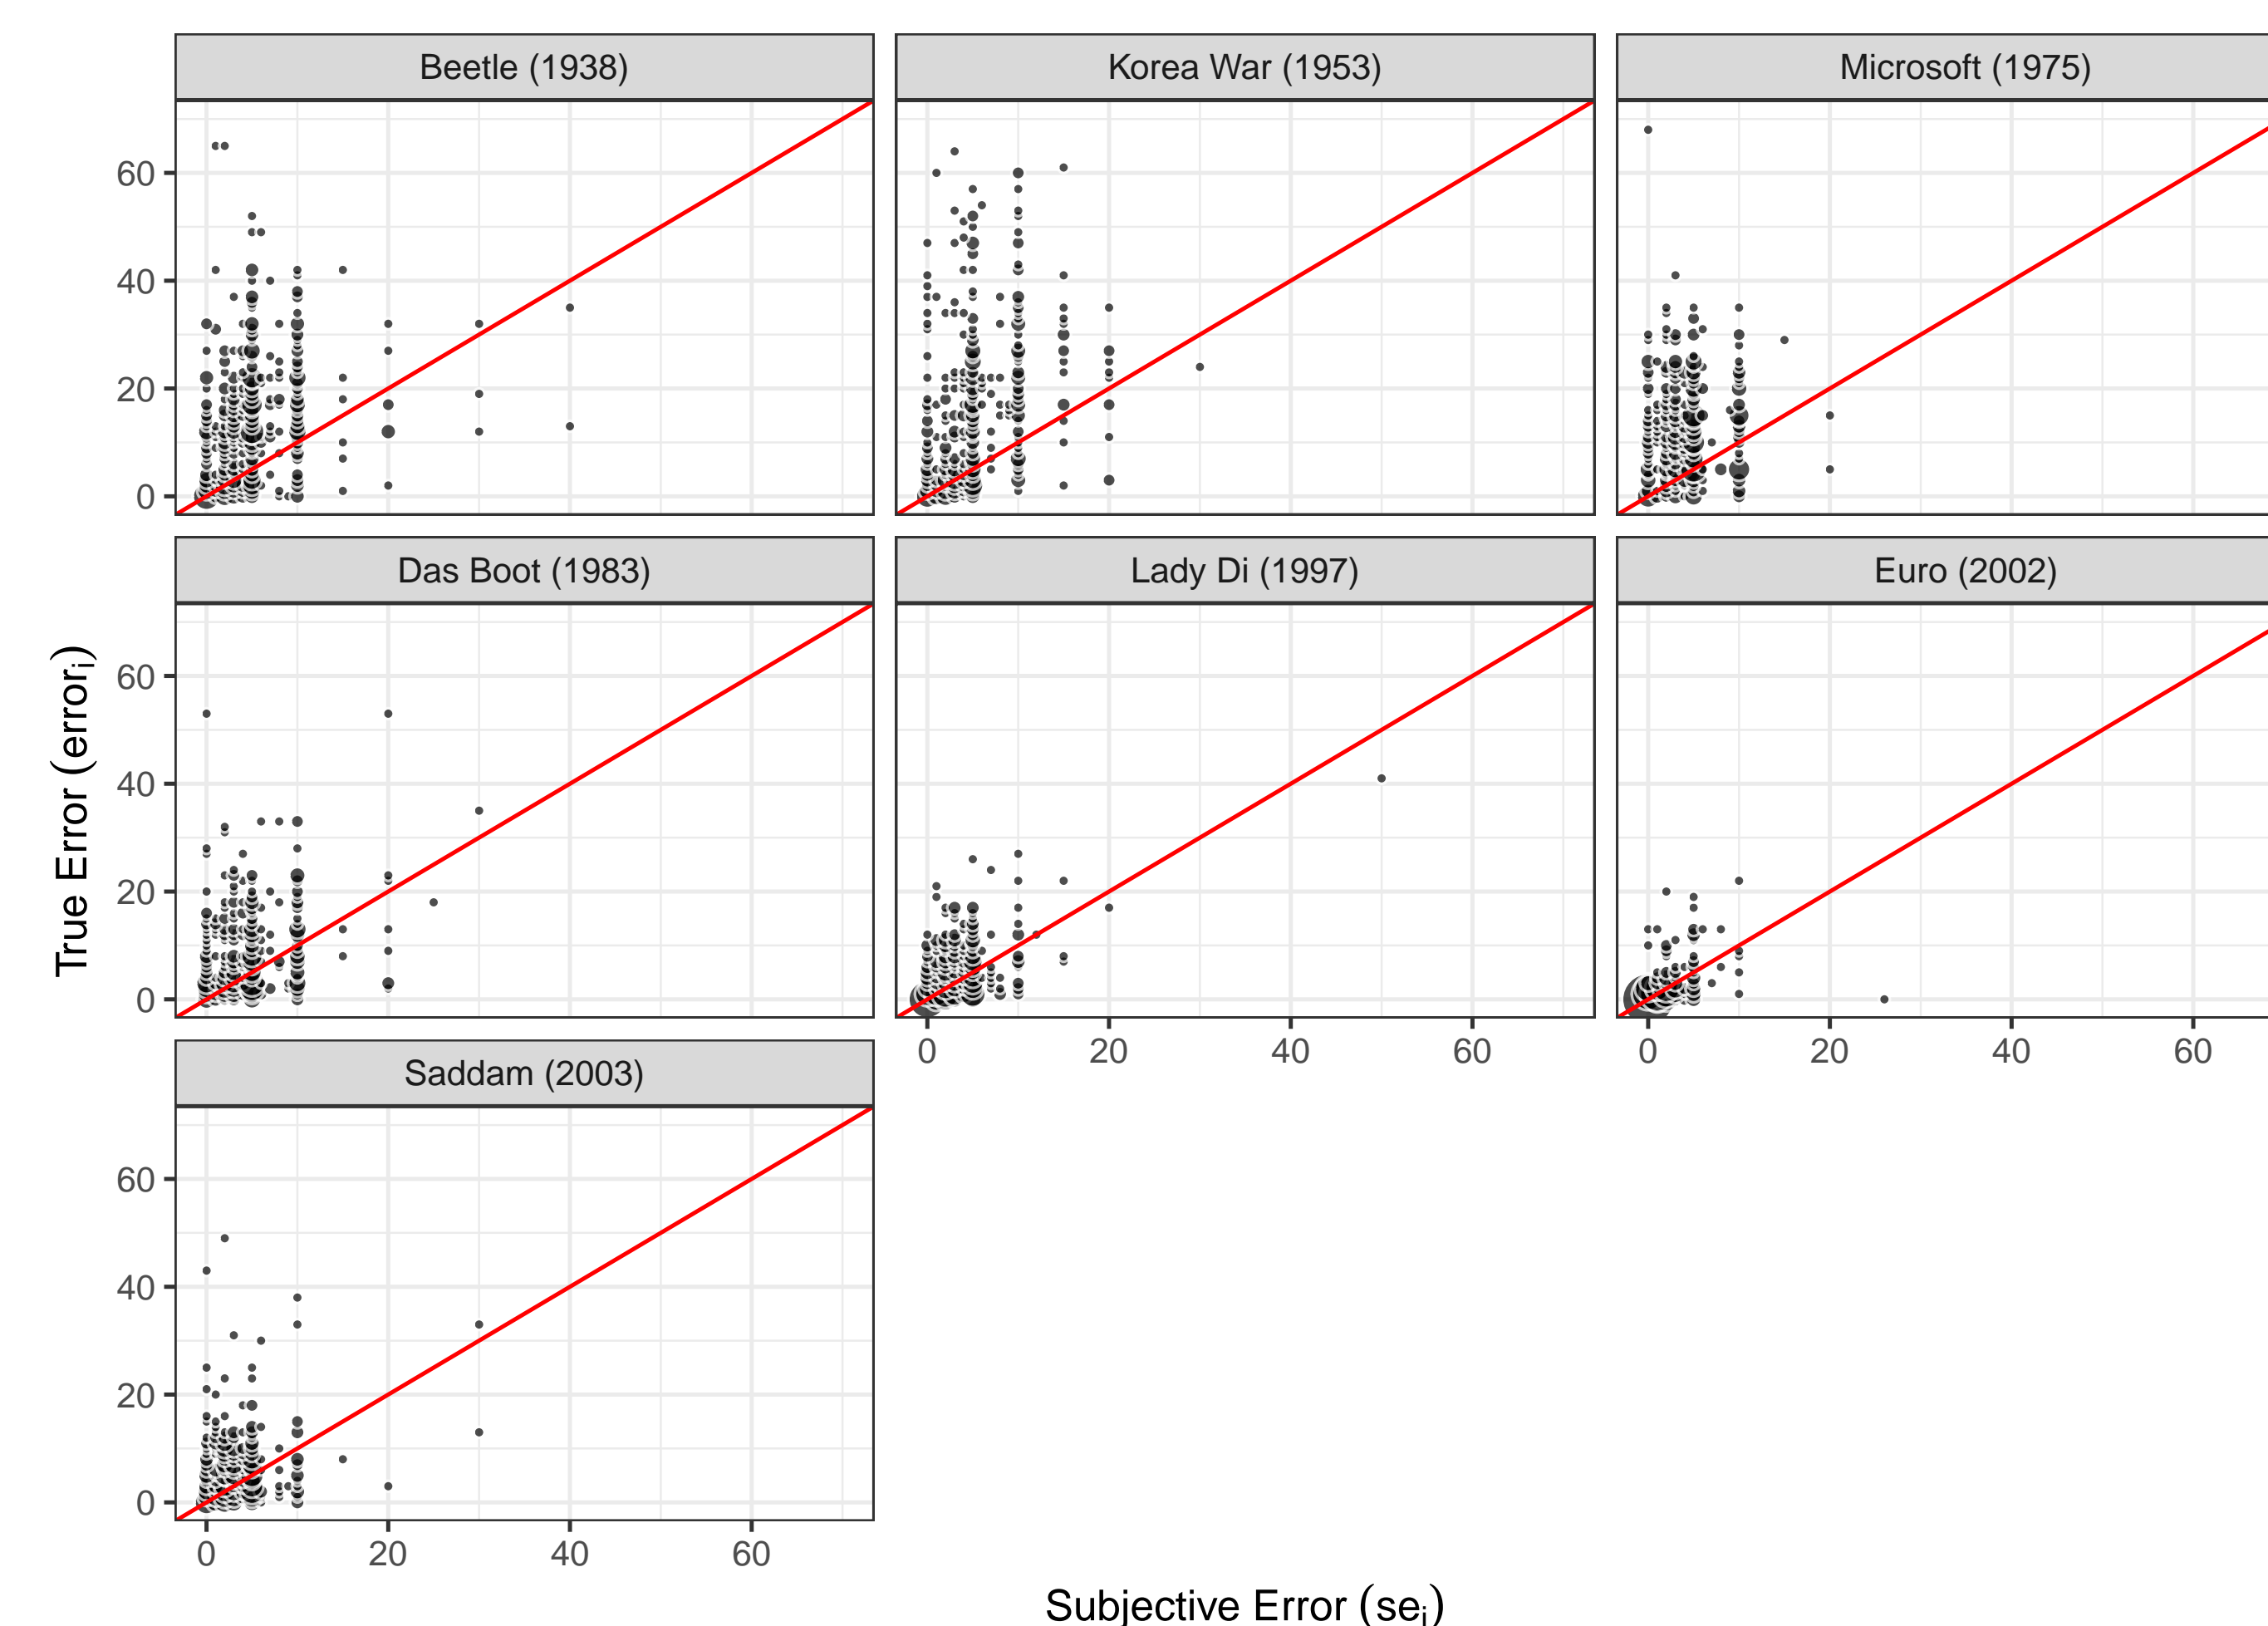 Beetle (1938) Korea War (1953) Microsoft (1975)
60
40
20
0
Das Boot (1983) Lady Di (1997) Euro (2002)
60
40
20
0
0 20 40 60 0 20 40 60
Saddam (2003)
60
40
20
0
0 20 40 60
True Error (errorᵢ)
Subjective Error (seᵢ)